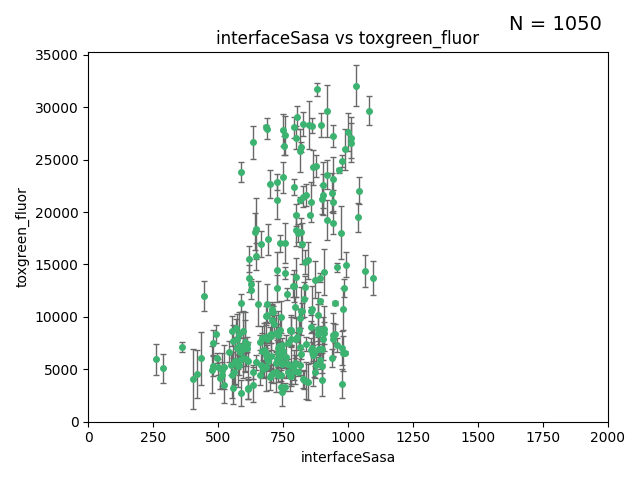 N = 1050
interfaceSasa vs toxgreen_fluor
35000
30000
25000
20000
15000
10000
5000
0
toxgreen_fluor
0 250 500 750 1000 1250 1500 1750 2000
interfaceSasa